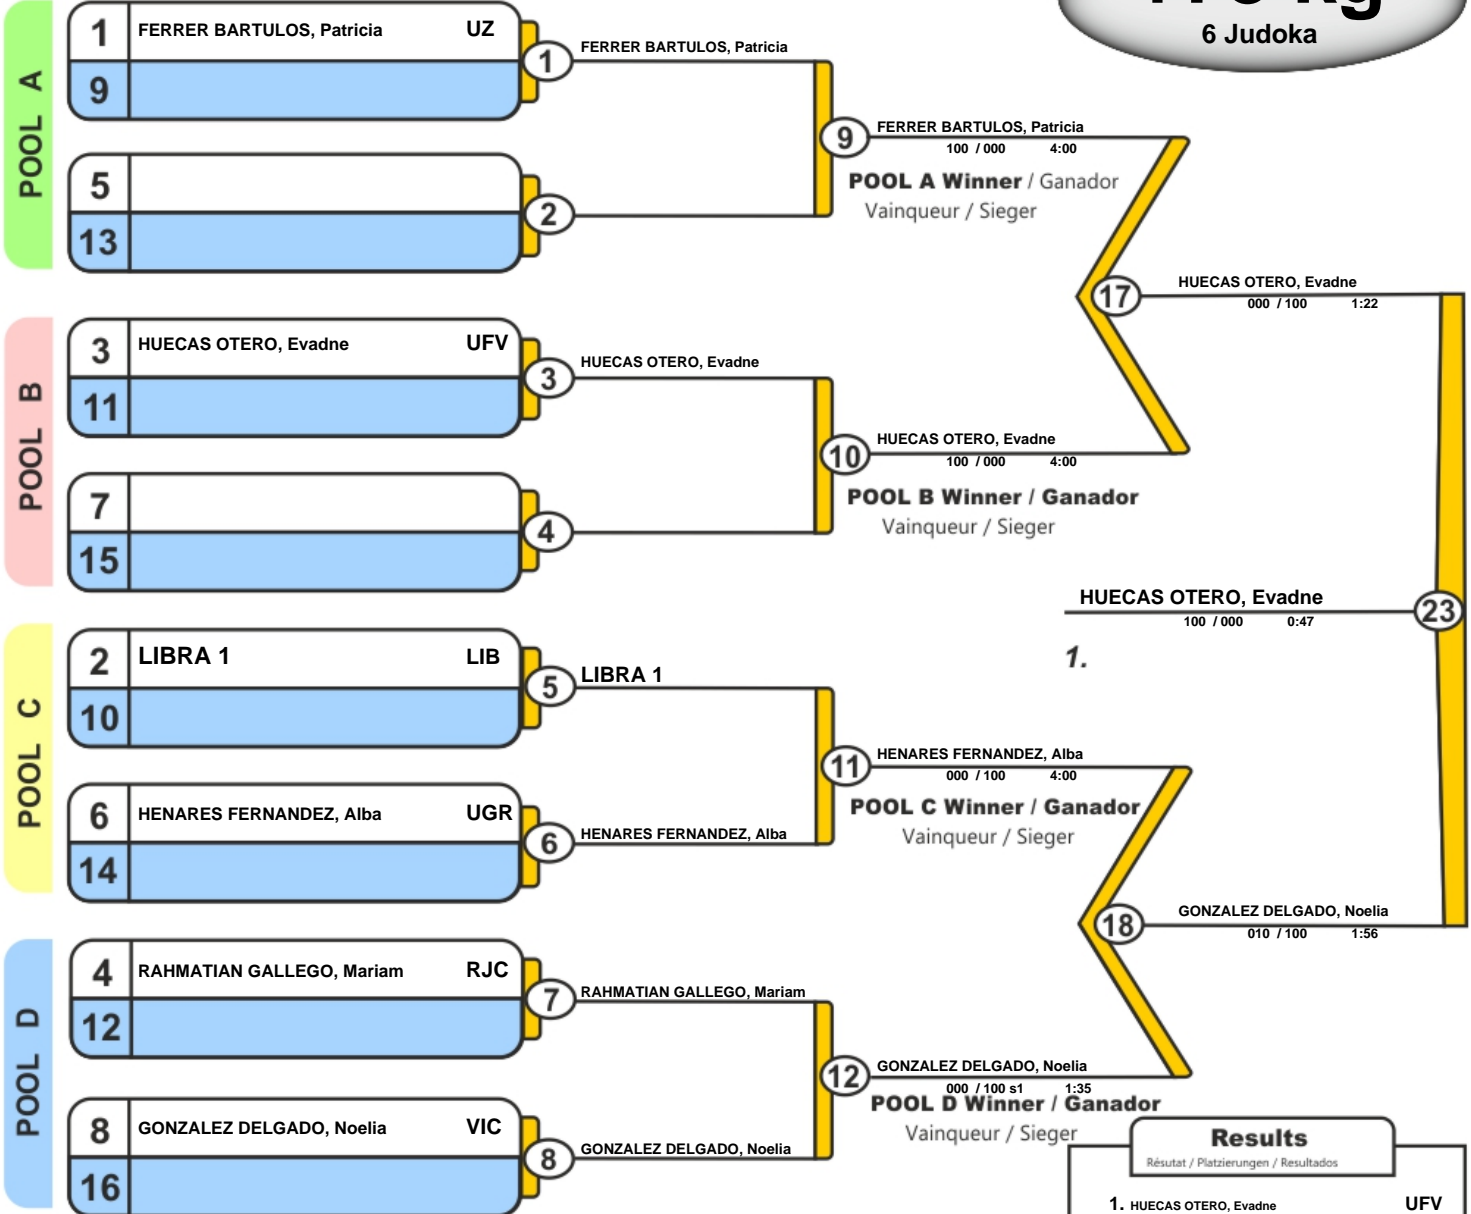 6 Judoka
POOL A
1 FERRER BARTULOS, Patricia UZ
9
1
FERRER BARTULOS, Patricia
5
13
2
9
FERRER BARTULOS, Patricia
100 / 000 4:00
POOL A Winner / Ganador
Vainqueur / Sieger
POOL B
3 HUECAS OTERO, Evadne UFV
11
3
HUECAS OTERO, Evadne
7
15
4
10
HUECAS OTERO, Evadne
100 / 000 4:00
POOL B Winner / Ganador
Vainqueur / Sieger
17
HUECAS OTERO, Evadne
000 / 100 1:22
HUECAS OTERO, Evadne
100 / 000 0:47
23
1.
POOL C
2 LIBRA 1 LIB
10
5
LIBRA 1
6 HENARES FERNANDEZ, Alba UGR
14
6
HENARES FERNANDEZ, Alba
11
HENARES FERNANDEZ, Alba
000 / 100 4:00
POOL C Winner / Ganador
Vainqueur / Sieger
18
GONZALEZ DELGADO, Noelia
010 / 100 1:56
POOL D
4 RAHMATIAN GALLEGO, Mariam RJC
12
7
RAHMATIAN GALLEGO, Mariam
8 GONZALEZ DELGADO, Noelia VIC
16
8
GONZALEZ DELGADO, Noelia
12
GONZALEZ DELGADO, Noelia
000 / 100 s1 1:35
POOL D Winner / Ganador
Vainqueur / Sieger
Results
Résutat / Platzierungen / Resultados
1. HUECAS OTERO, Evadne UFV